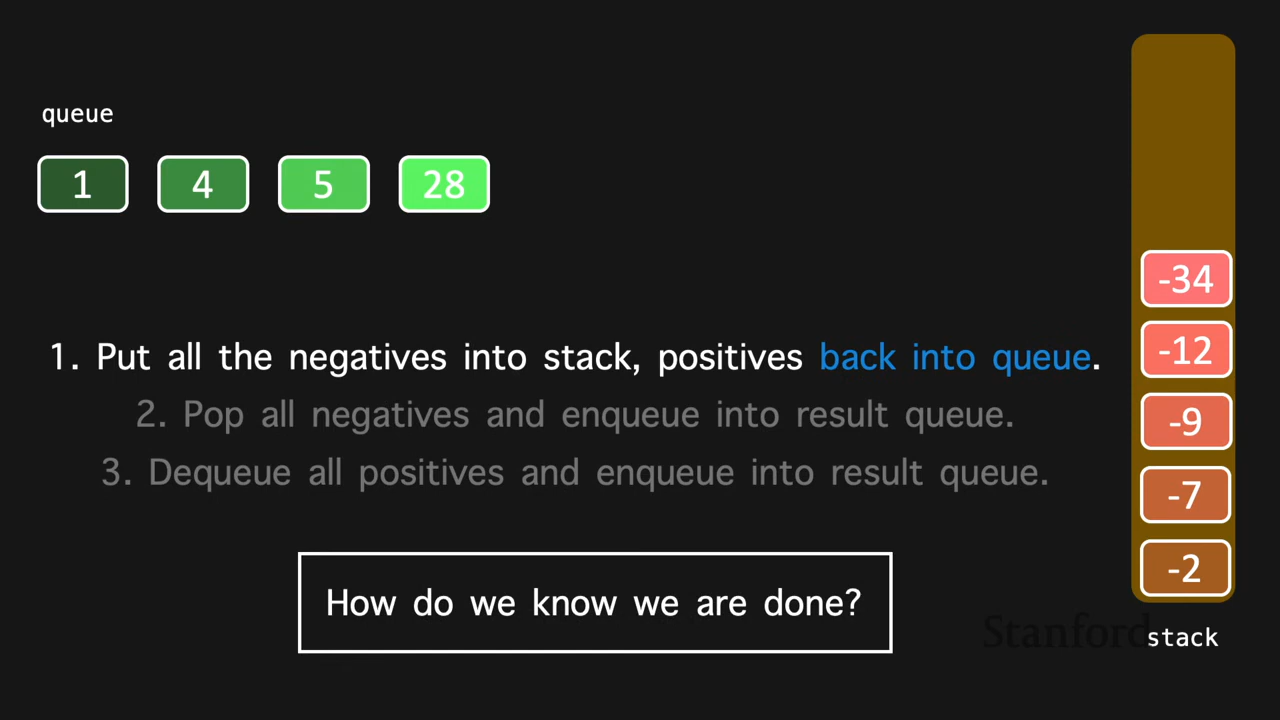 queue
1 4 5 28
-34
1. Put all the negatives into stack, positives back into queue.
-12
2. Pop all negatives and enqueue into result queue.
-9
3. Dequeue all positives and enqueue into result queue.
-7
-2
How do we know we are done?
Stanford
stack